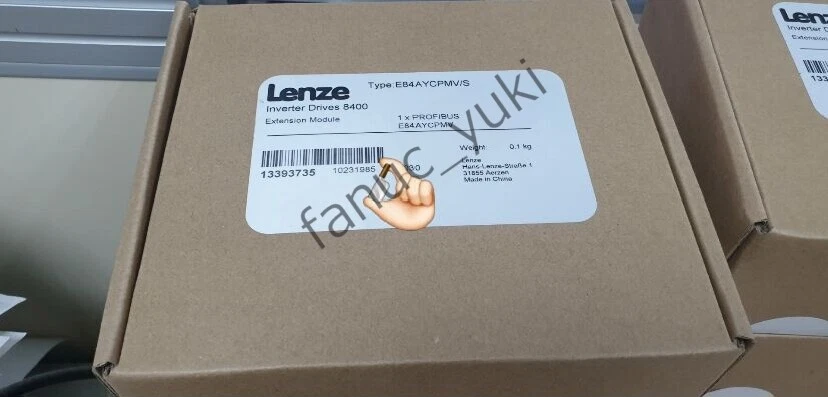 Lenze
Type:E84AYCPMV/S
Inverter Drives 8400
Extension Module
1 x PROFIBUS
E84AYCPMV
Weight 0.1 kg
Lenze
Hans-Lenze-Straße 1
31855 Aerzen
Made in China
13393735
10231985
fanuc_yuki
Lenze
Inverter D
Extension